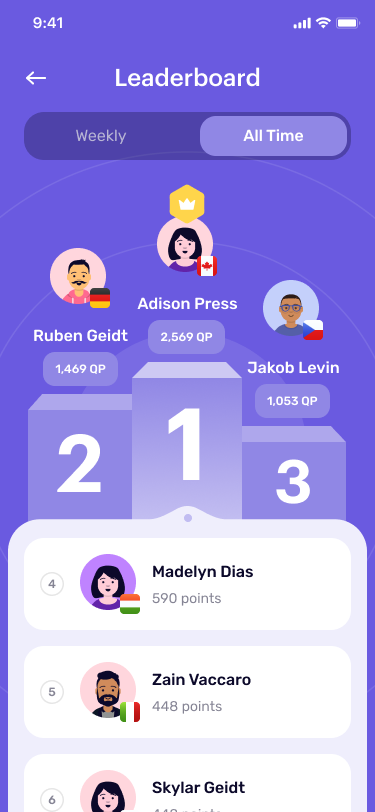 9:41
Leaderboard
Weekly
All Time
Adison Press
2,569 QP
Ruben Geidt
1,469 QP
Jakob Levin
1,053 QP
2
1
3
4
Madelyn Dias
590 points
5
Zain Vaccaro
448 points
6
Skylar Geidt